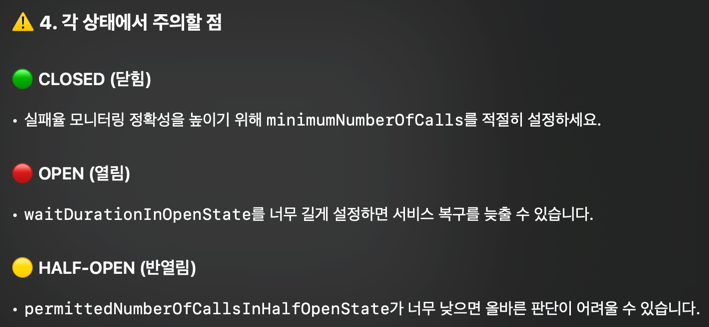 ⚠️ 4. 각 상태에서 주의할 점
🟢 CLOSED (닫힘)
• 실패율 모니터링 정확성을 높이기 위해 minimumNumberOfCalls를 적절히 설정하세요.
🔴 OPEN (열림)
• waitDurationInOpenState를 너무 길게 설정하면 서비스 복구를 늦출 수 있습니다.
🟡 HALF-OPEN (반열림)
• permittedNumberOfCallsInHalfOpenState가 너무 낮으면 올바른 판단이 어려울 수 있습니다.